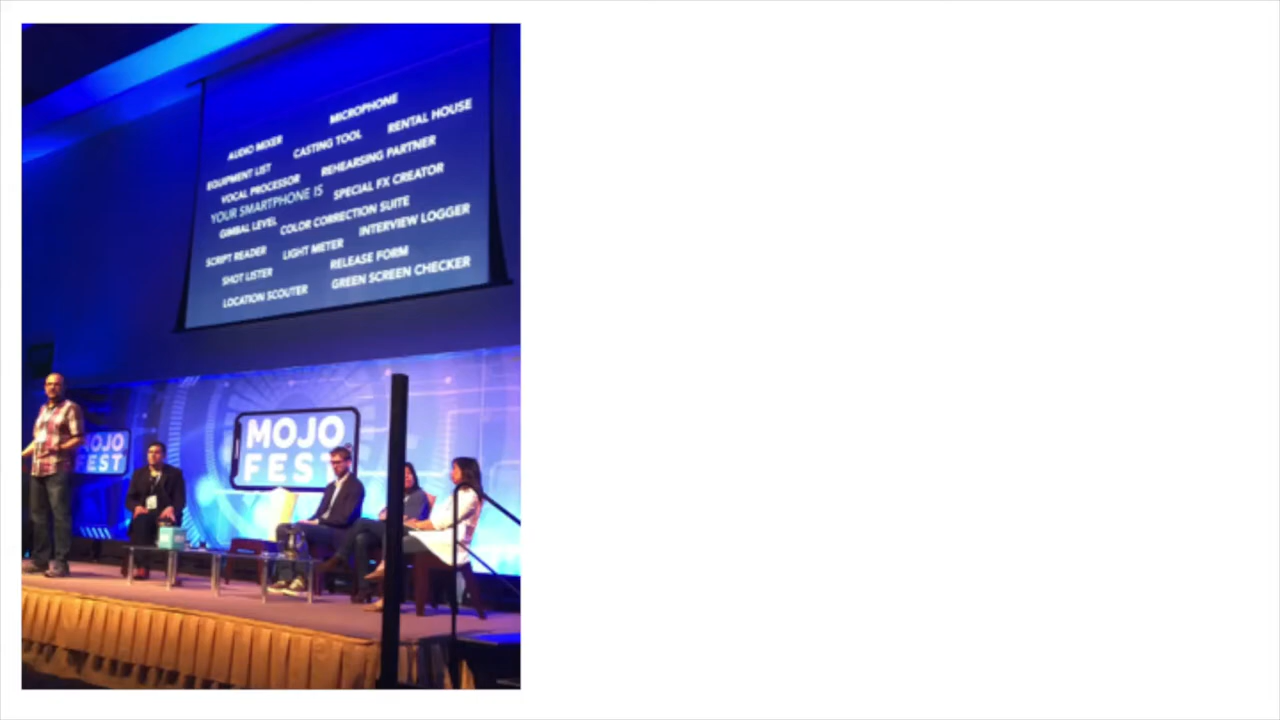 MICROPHONE
RENTAL HOUSE
AUDIO MIXER
CASTING TOOL
EQUIPMENT LIST
REHEARSING PARTNER
VOCAL PROCESSOR
YOUR SMARTPHONE IS
SPECIAL FX CREATOR
GIMBAL LEVEL
COLOR CORRECTION SUITE
INTERVIEW LOGGER
SCRIPT READER
LIGHT METER
RELEASE FORM
SHOT LISTER
GREEN SCREEN CHECKER
LOCATION SCOUTER
MOJO
FEST
MOJO
FEST